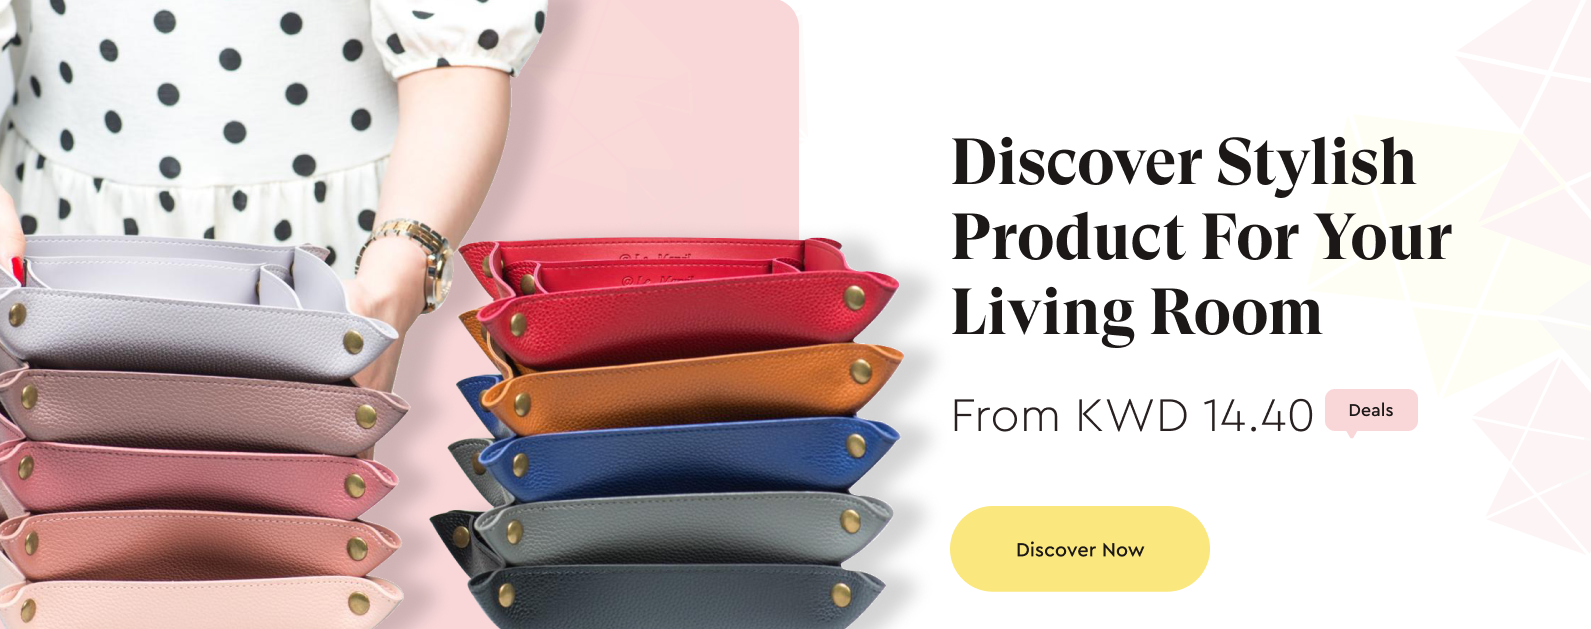 Discover Stylish
Product For Your
Living Room
From KWD 14.40
Deals
Discover Now